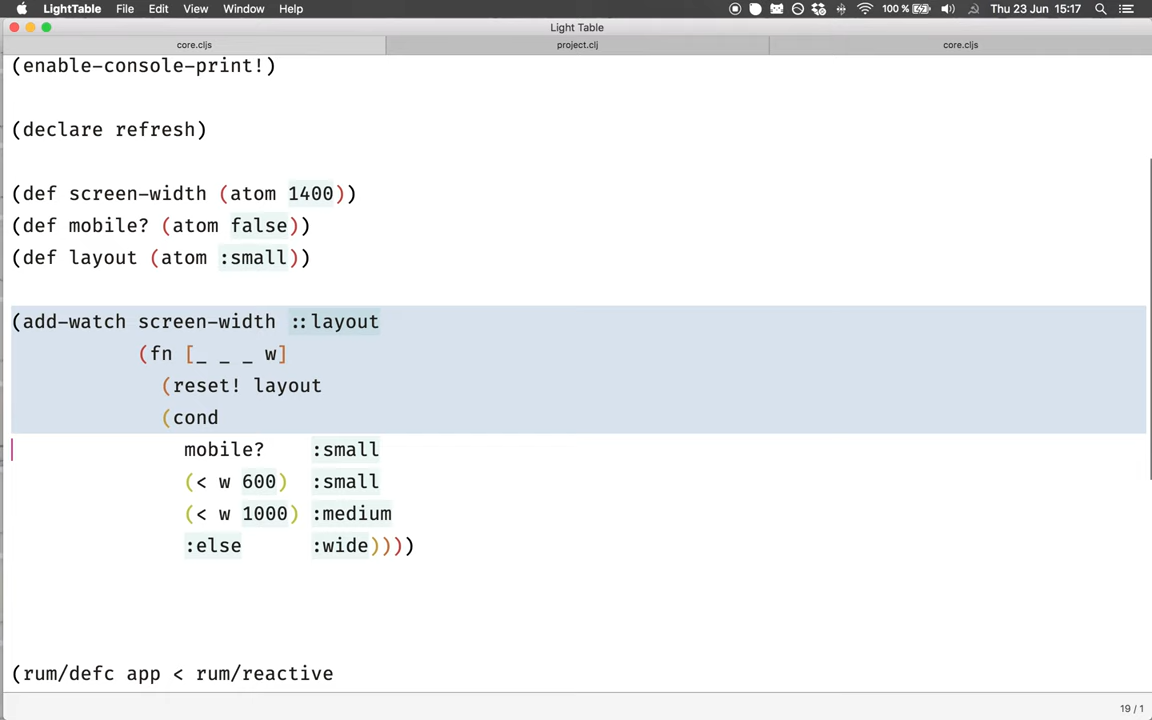 LightTable File Edit View Window Help 100 % Thu 23 Jun 15:17
Light Table
core.cljs project.clj core.cljs
(enable-console-print!)
(declare refresh)
(def screen-width (atom 1400))
(def mobile? (atom false))
(def layout (atom :small))
(add-watch screen-width ::layout
(fn [_ _ _ w]
(reset! layout
(cond
mobile? :small
(< w 600) :small
(< w 1000) :medium
:else :wide))))
(rum/defc app < rum/reactive
19 / 1